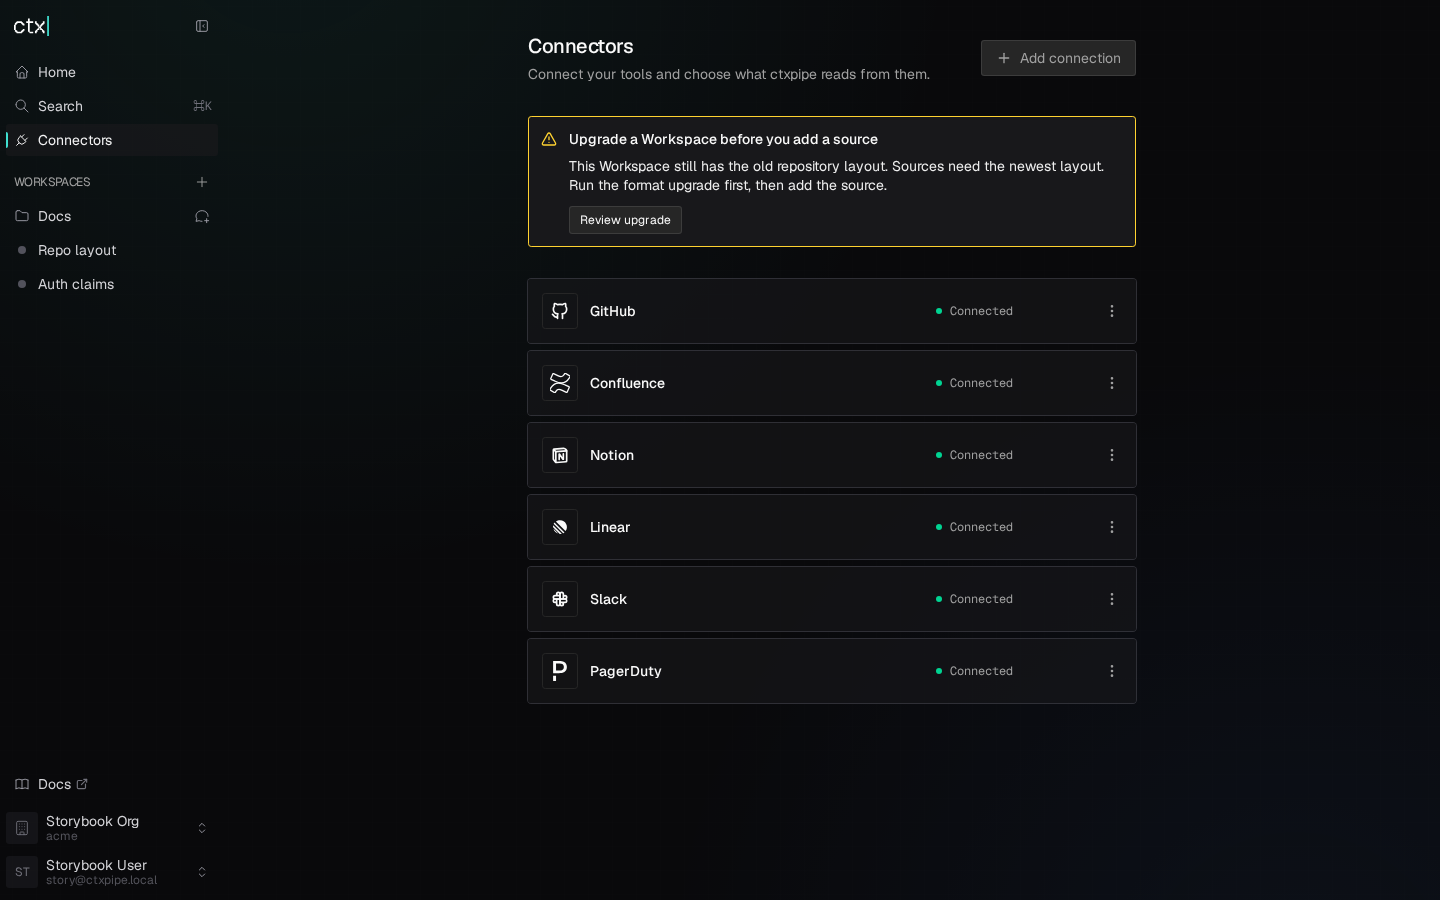 ctx
Home
Search ⌘K
Connectors
WORKSPACES
Docs
Repo layout
Auth claims
Docs
Storybook Org
acme
ST
Storybook User
story@ctxpipe.local
Connectors
Connect your tools and choose what ctxpipe reads from them.
Add connection
Upgrade a Workspace before you add a source
This Workspace still has the old repository layout. Sources need the newest layout.
Run the format upgrade first, then add the source.
Review upgrade
GitHub Connected
Confluence Connected
Notion Connected
Linear Connected
Slack Connected
PagerDuty Connected